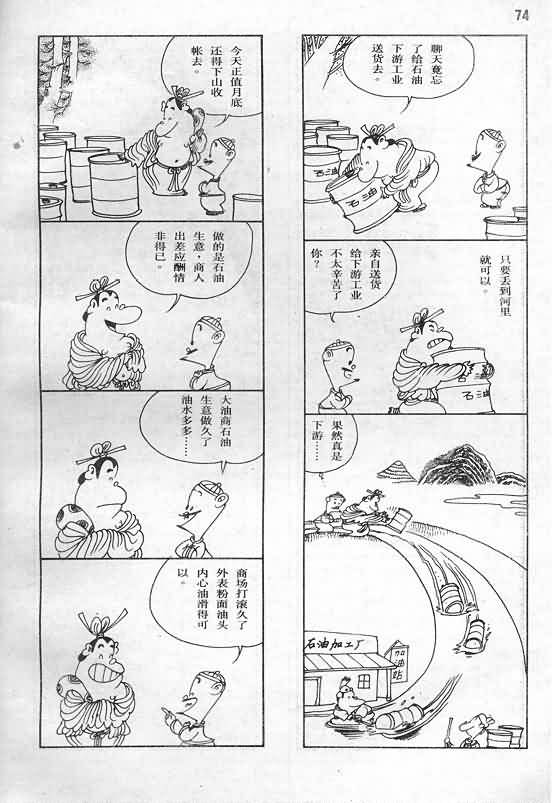 74
今天正值月底
还得下山收
帐去。
做的是石油
生意，商人
出差应酬情
非得已。
大油商石油
生意做久了
油水多多……
商场打滚久了
外表粉面油头
内心油滑得可
以。
聊天竟忘
了给石油
下游工业
送货去。
石油
石油
亲自送货
给下游工业
不太辛苦了
你？
只要丢到河里
就可以。
石油
石油
果然真是
下游……
石油加工厂
加油站